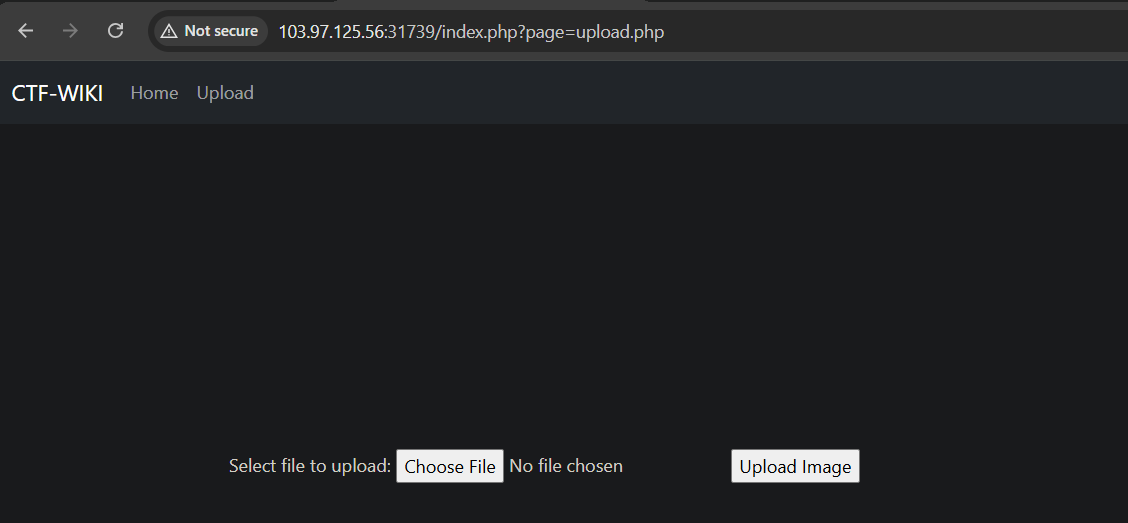 Not secure 103.97.125.56:31739/index.php?page=upload.php
CTF-WIKI Home Upload
Select file to upload: Choose File No file chosen Upload Image